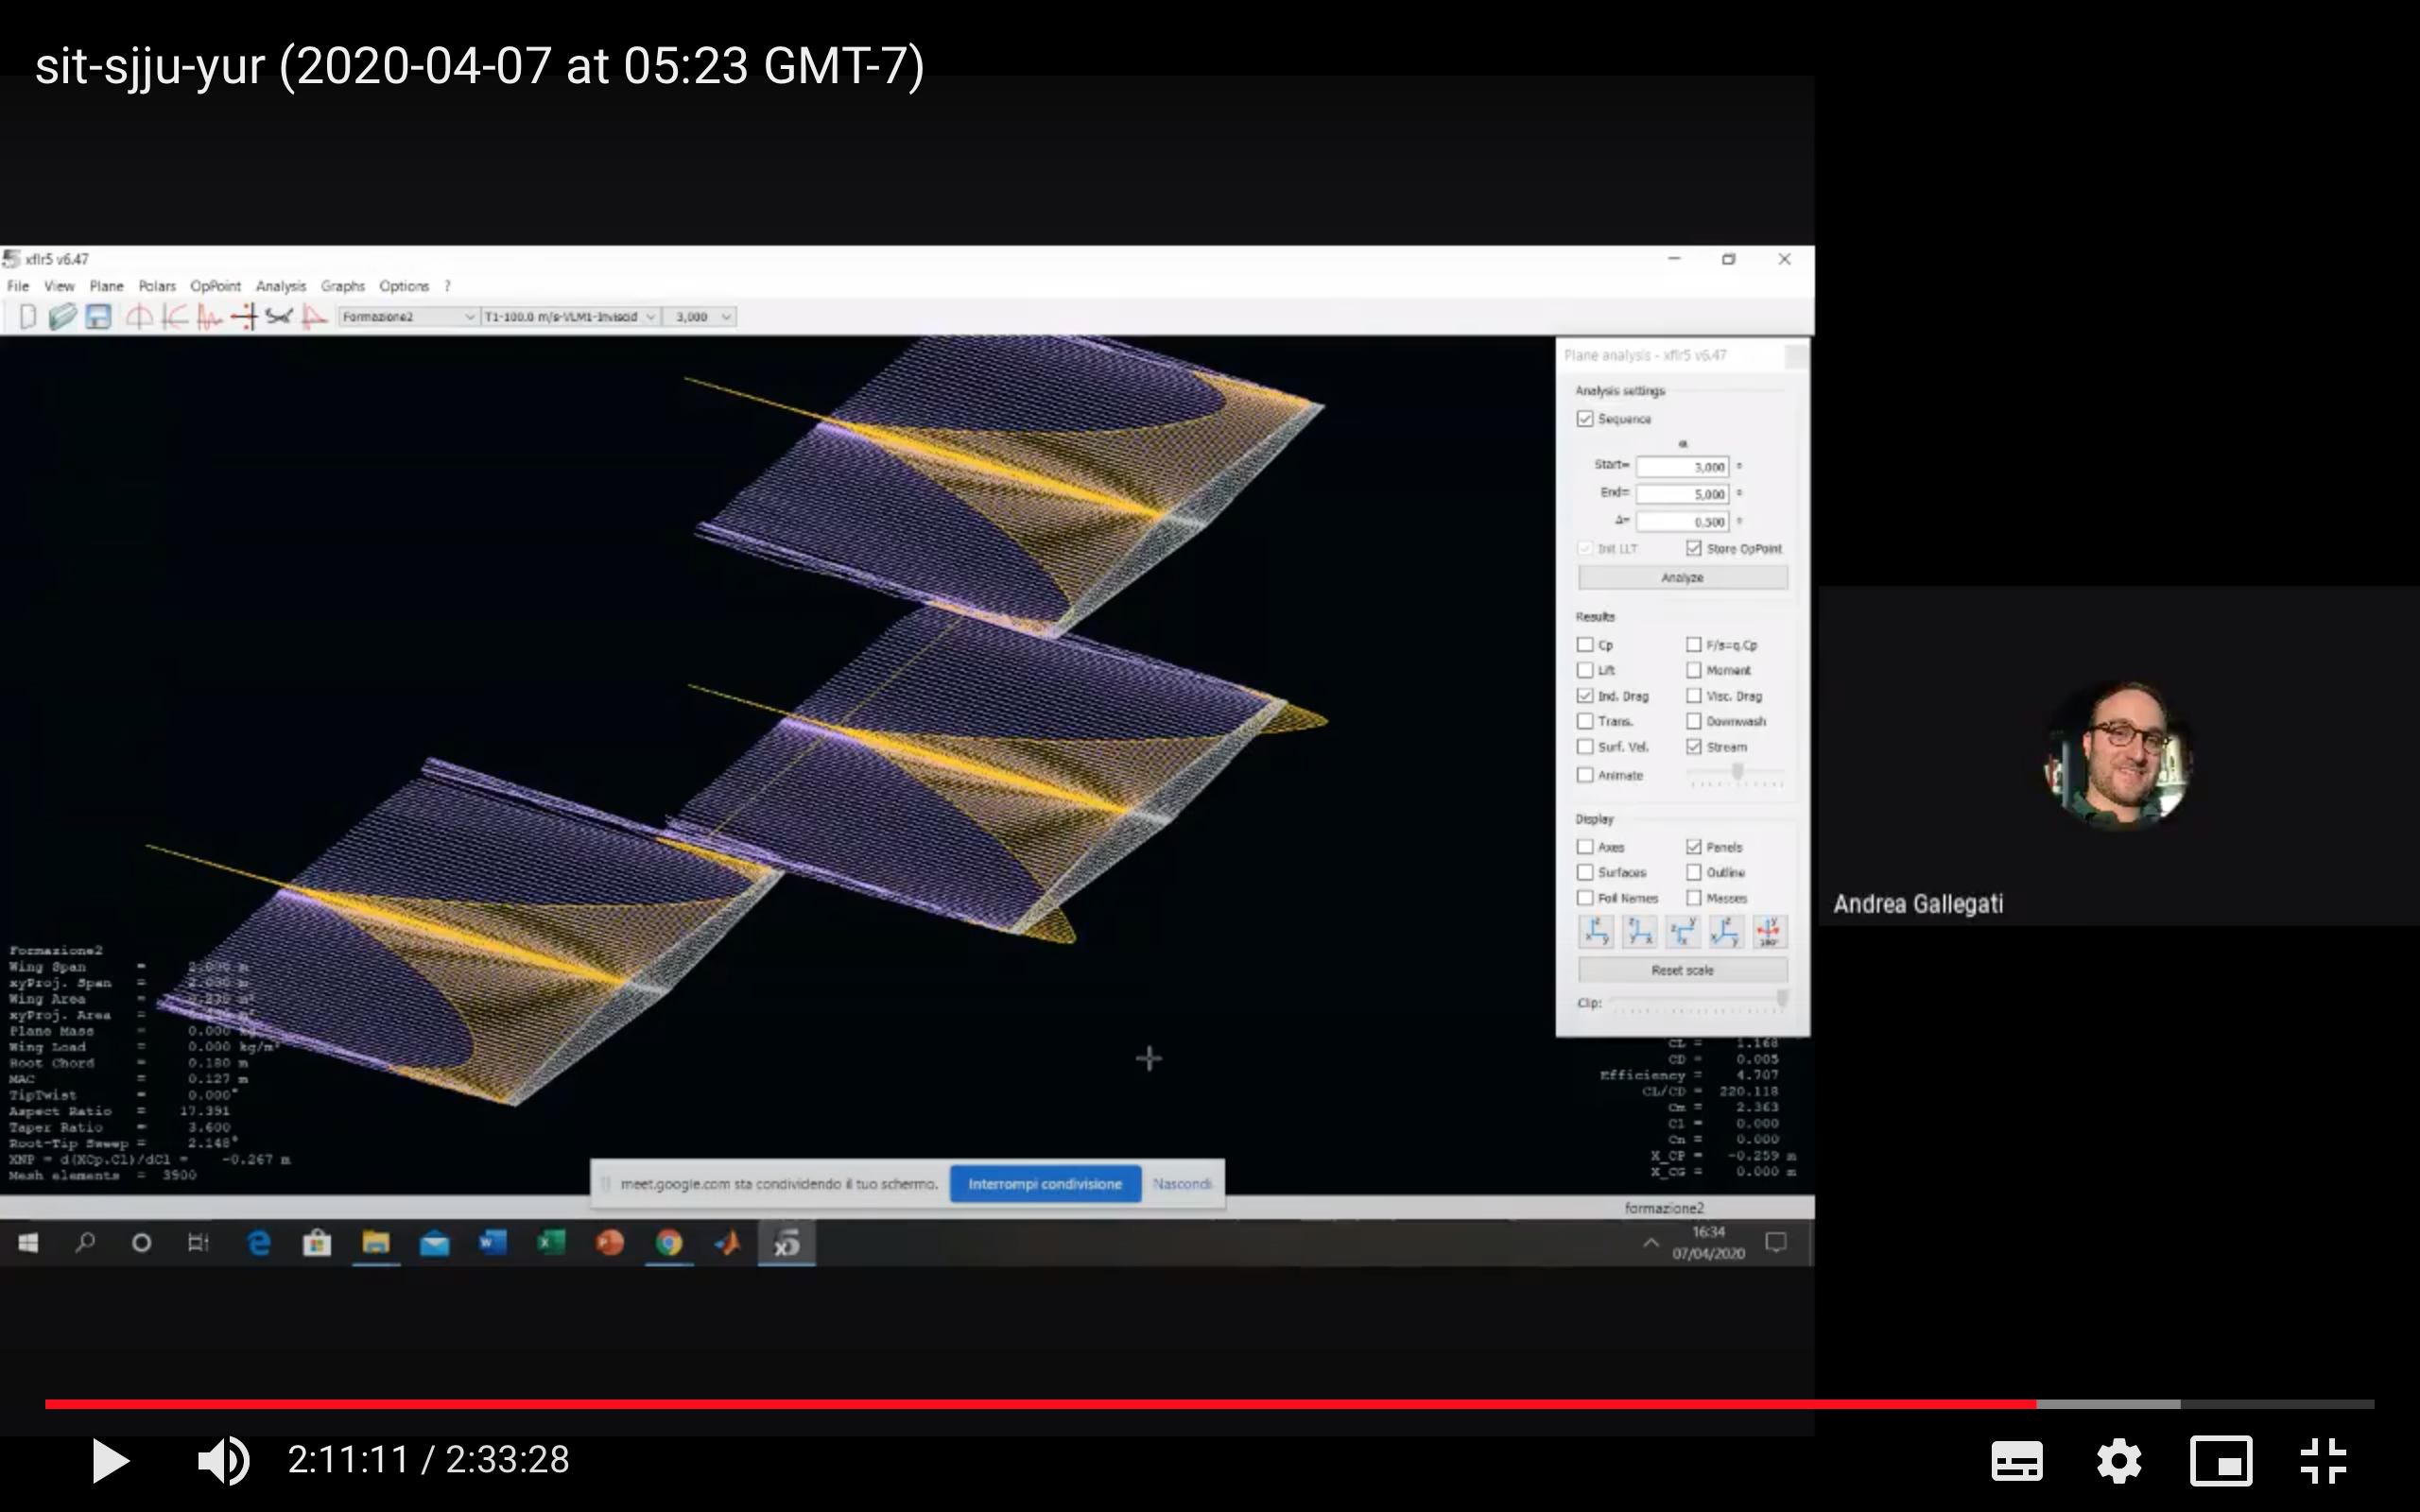 sit-sjju-yur (2020-04-07 at 05:23 GMT-7)
xflr5 v6.47
File View Plane Polars OpPoint Analysis Graphs Options ?
Formazione2 T1-100.0 m/s-VLM1-Inviscid 3,000
Plane analysis - xflr5 v6.47
Analysis settings
Sequence
α
Start= 3,000 °
End= 5,000 °
Δ= 0,500 °
Init LLT Store OpPoint
Analyze
Results
Cp F/s=q.Cp
Lift Moment
Ind. Drag Visc. Drag
Trans. Downwash
Surf. Vel. Stream
Animate
Display
Axes Panels
Surfaces Outline
Foil Names Masses
Reset scale
Clip:
Andrea Gallegati
Formazione2
Wing Span = m
xyProj. Span = m
Wing Area =
xyProj. Area =
Plane Mass = 0.000 kg
Wing Load = 0.000 kg/m²
Root Chord = 0.180 m
MAC = 0.127 m
TipTwist = 0.000°
Aspect Ratio = 17.391
Taper Ratio = 3.600
Root-Tip Sweep = 2.148°
XNP = d(XCp.Cl)/dCl = -0.267 m
Mesh elements = 3900
CL = 1.168
CD = 0.005
Efficiency = 4.707
CL/CD = 220.118
Cm = 2.363
Cl = 0.000
Cn = 0.000
X_CP = -0.259 m
X_CG = 0.000 m
meet.google.com sta condividendo il tuo schermo. Interrompi condivisione Nascondi
formazione2
16:34
07/04/2020
2:11:11 / 2:33:28